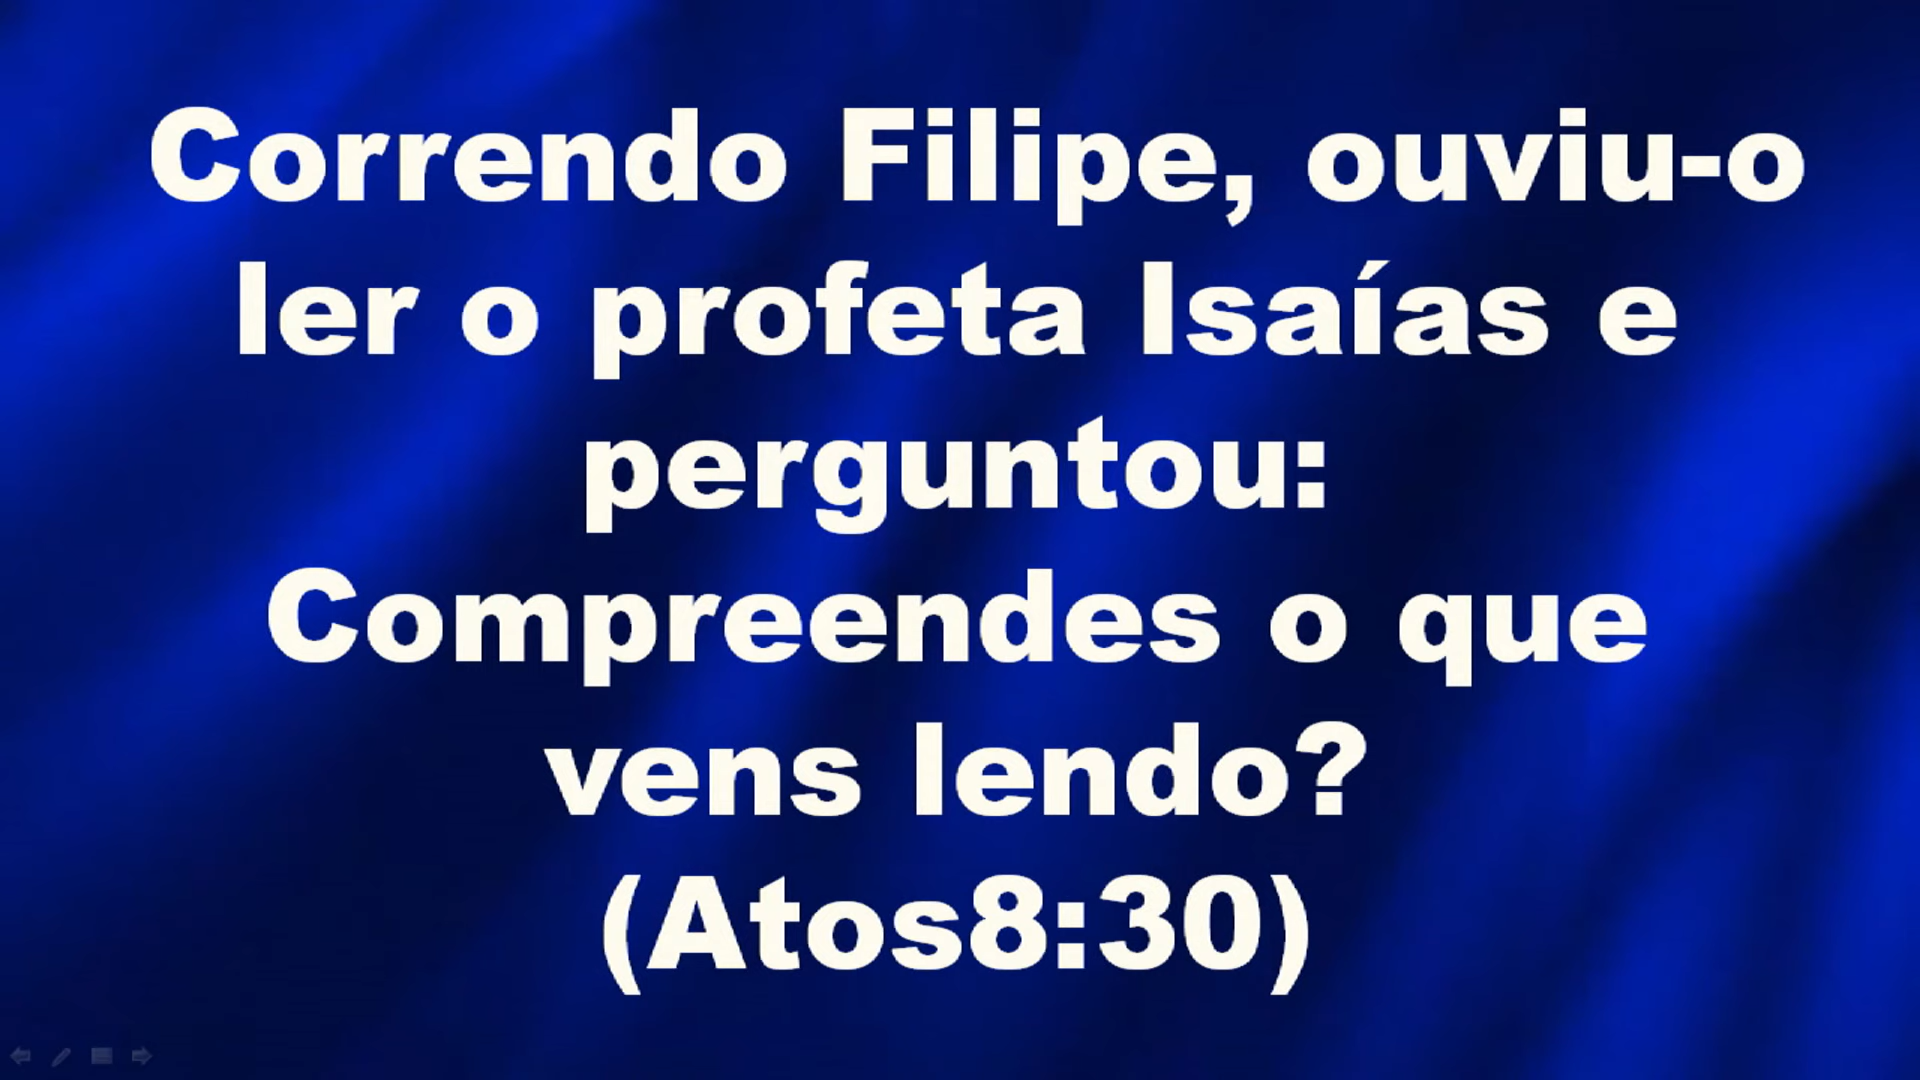 Correndo Filipe, ouviu-o
ler o profeta Isaías e
perguntou:
Compreendes o que
vens lendo?
(Atos8:30)